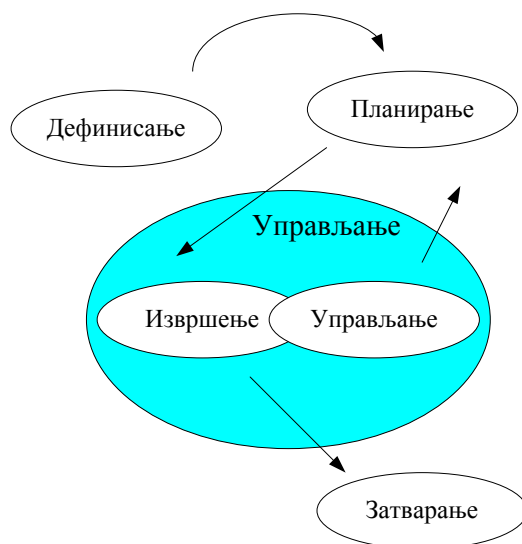 Дефинисање
Планирање
Управљање
Извршење
Управљање
Затварање